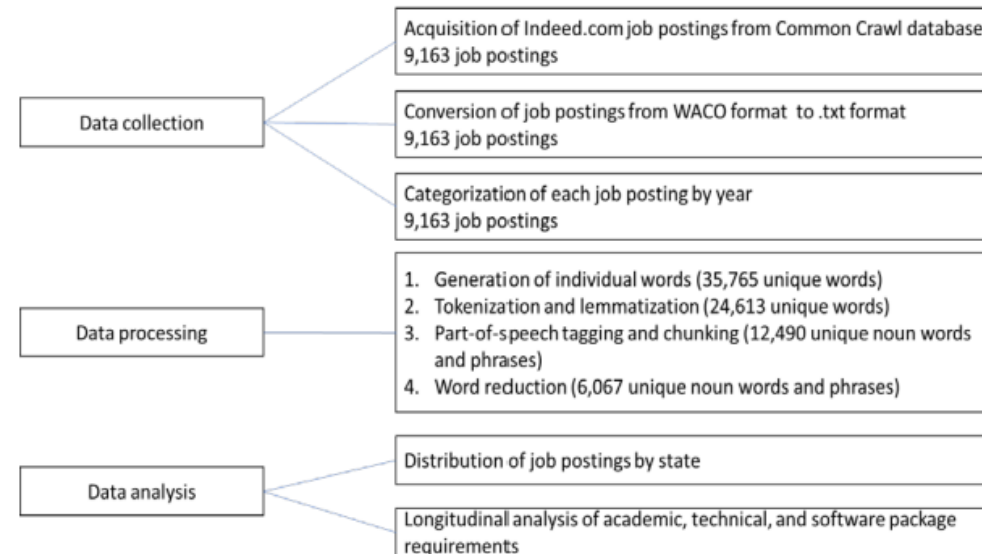 Acquisition of Indeed.com job postings from Common Crawl database
9,163 job postings
Data collection
Conversion of job postings from WACO format to .txt format
9,163 job postings
Categorization of each job posting by year
9,163 job postings
Data processing
1. Generation of individual words (35,765 unique words)
2. Tokenization and lemmatization (24,613 unique words)
3. Part-of-speech tagging and chunking (12,490 unique noun words
and phrases)
4. Word reduction (6,067 unique noun words and phrases)
Data analysis
Distribution of job postings by state
Longitudinal analysis of academic, technical, and software package
requirements